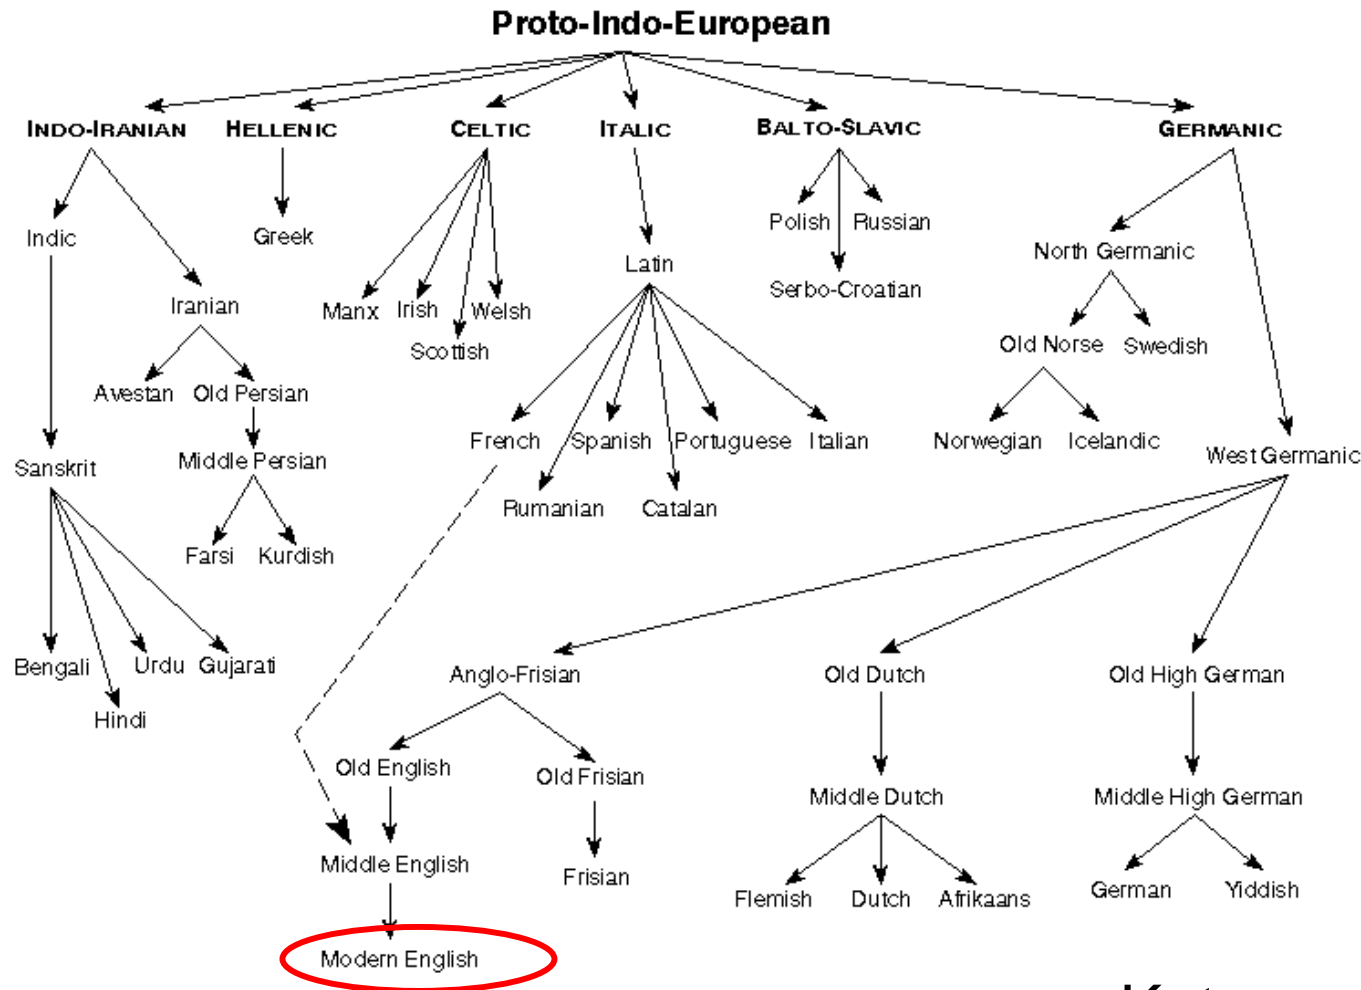 Proto-Indo-European
INDO-IRANIAN HELLENIC CELTIC ITALIC BALTO-SLAVIC GERMANIC
Polish Russian
Indic Greek North Germanic
Latin
Serbo-Croatian
Iranian Manx Irish Welsh
Scottish Old Norse Swedish
Avestan Old Persian
French Spanish Portuguese Italian Norwegian Icelandic
West Germanic
Sanskrit Middle Persian
Rumanian Catalan
Farsi Kurdish
Bengali Urdu Gujarati Anglo-Frisian Old Dutch Old High German
Hindi
Old English Old Frisian
Middle Dutch Middle High German
Middle English
Frisian German Yiddish
Flemish Dutch Afrikaans
Modern English